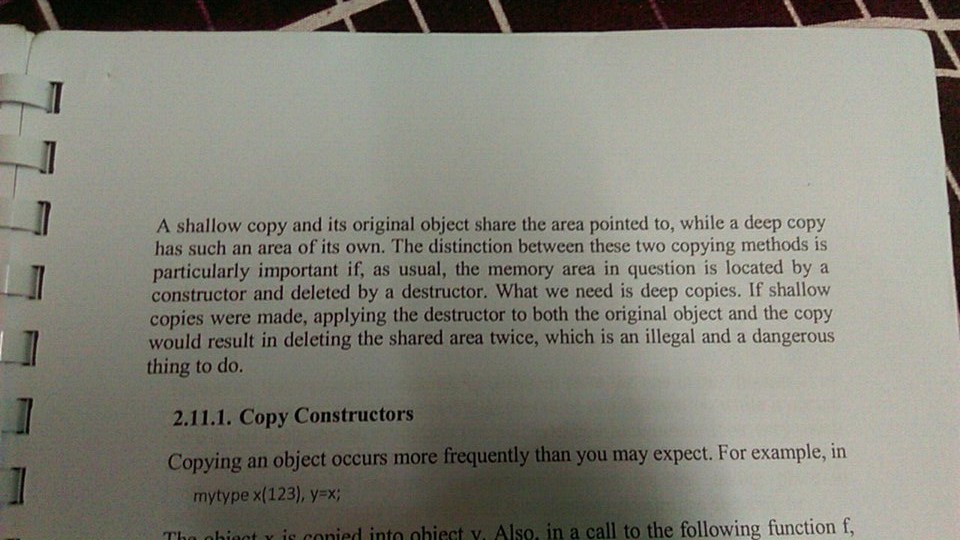 A shallow copy and its original object share the area pointed to, while a deep copy
has such an area of its own. The distinction between these two copying methods is
particularly important if, as usual, the memory area in question is located by a
constructor and deleted by a destructor. What we need is deep copies. If shallow
copies were made, applying the destructor to both the original object and the copy
would result in deleting the shared area twice, which is an illegal and a dangerous
thing to do.
2.11.1. Copy Constructors
Copying an object occurs more frequently than you may expect. For example, in
mytype x(123), y=x;
The object x is copied into object y. Also, in a call to the following function f,